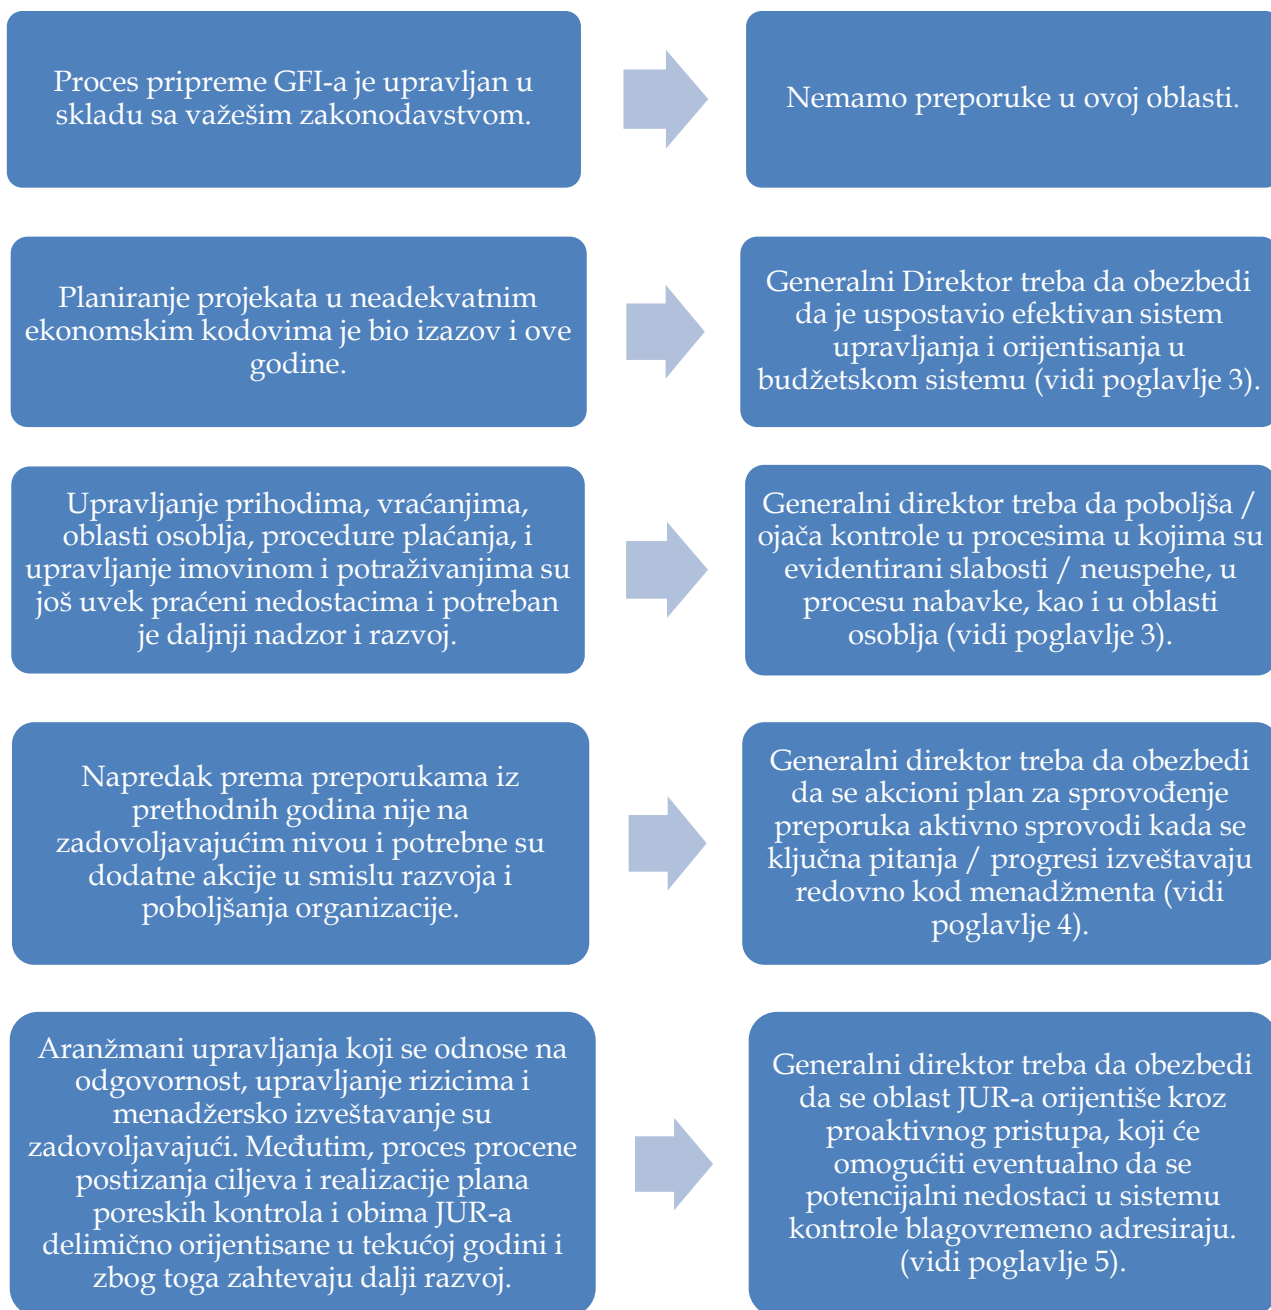 Proces pripreme GFI-a je upravljan u
skladu sa važešim zakonodavstvom.
Nemamo preporuke u ovoj oblasti.
Planiranje projekata u neadekvatnim
ekonomskim kodovima je bio izazov i ove
godine.
Generalni Direktor treba da obezbedi
da je uspostavio efektivan sistem
upravljanja i orijentisanja u
budžetskom sistemu (vidi poglavlje 3).
Upravljanje prihodima, vraćanjima,
oblasti osoblja, procedure plaćanja, i
upravljanje imovinom i potraživanjima su
još uvek praćeni nedostacima i potreban
je daljnji nadzor i razvoj.
Generalni direktor treba da poboljša /
ojača kontrole u procesima u kojima su
evidentirani slabosti / neuspehe, u
procesu nabavke, kao i u oblasti
osoblja (vidi poglavlje 3).
Napredak prema preporukama iz
prethodnih godina nije na
zadovoljavajućim nivou i potrebne su
dodatne akcije u smislu razvoja i
poboljšanja organizacije.
Generalni direktor treba da obezbedi
da se akcioni plan za sprovođenje
preporuka aktivno sprovodi kada se
ključna pitanja / progresi izveštavaju
redovno kod menadžmenta (vidi
poglavlje 4).
Aranžmani upravljanja koji se odnose na
odgovornost, upravljanje rizicima i
menadžersko izveštavanje su
zadovoljavajući. Međutim, proces procene
postizanja ciljeva i realizacije plana
poreskih kontrola i obima JUR-a
delimično orijentisane u tekućoj godini i
zbog toga zahtevaju dalji razvoj.
Generalni direktor treba da obezbedi
da se oblast JUR-a orijentiše kroz
proaktivnog pristupa, koji će
omogućiti eventualno da se
potencijalni nedostaci u sistemu
kontrole blagovremeno adresiraju.
(vidi poglavlje 5).